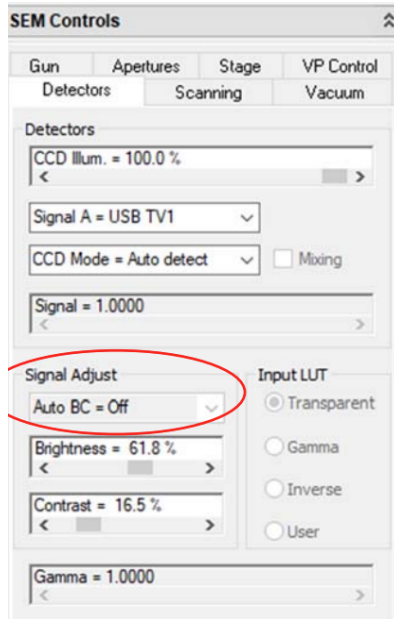 SEM Controls
Gun Apertures Stage VP Control
Detectors Scanning Vacuum
Detectors
CCD Illum. = 100.0 %
Signal A = USB TV1
CCD Mode = Auto detect Mixing
Signal = 1.0000
Signal Adjust Input LUT
Auto BC = Off Transparent
Brightness = 61.8 % Gamma
Inverse
Contrast = 16.5 %
User
Gamma = 1.0000